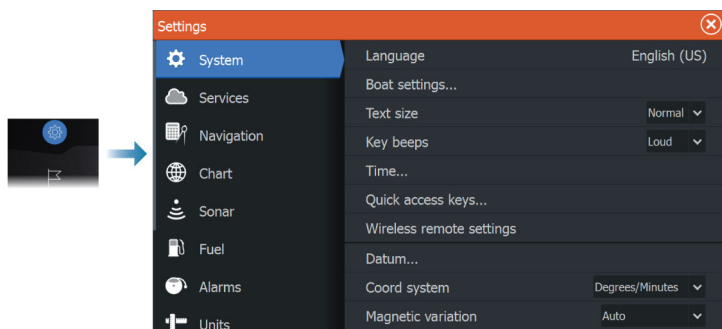 Settings
System
Services
Navigation
Chart
Sonar
Fuel
Alarms
Units
Language English (US)
Boat settings...
Text size Normal
Key beeps Loud
Time...
Quick access keys...
Wireless remote settings
Datum...
Coord system Degrees/Minutes
Magnetic variation Auto